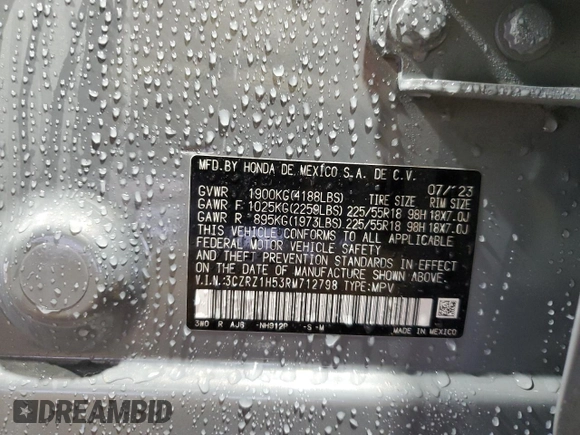 MFD.BY HONDA DE MEXICO S.A. DE C.V.
07/'23
GVWR 1900KG(4188LBS) TIRE SIZE RIM SIZE
GAWR F 1025KG(2259LBS) 225/55R18 98H 18X7.0J
GAWR R 895KG(1973LBS) 225/55R18 98H 18X7.0J
THIS VEHICLE CONFORMS TO ALL APPLICABLE
FEDERAL MOTOR VEHICLE SAFETY
AND THEFT PREVENTION STANDARDS IN EFFECT ON
THE DATE OF MANUFACTURE SHOWN ABOVE.
V.I.N.:3CZRZ1H53RM712798 TYPE:MPV
3W0 R AJ6 -NH912P -S -M
MADE IN MEXICO
DREAMBID